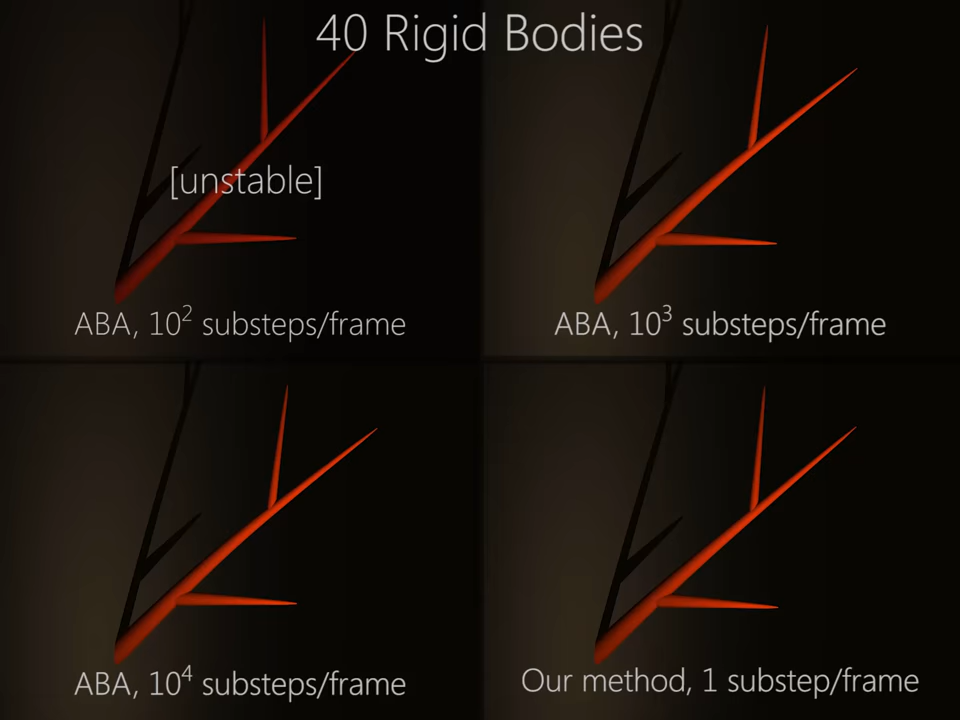 40 Rigid Bodies
[unstable]
ABA, 10² substeps/frame
ABA, 10³ substeps/frame
ABA, 10⁴ substeps/frame
Our method, 1 substep/frame